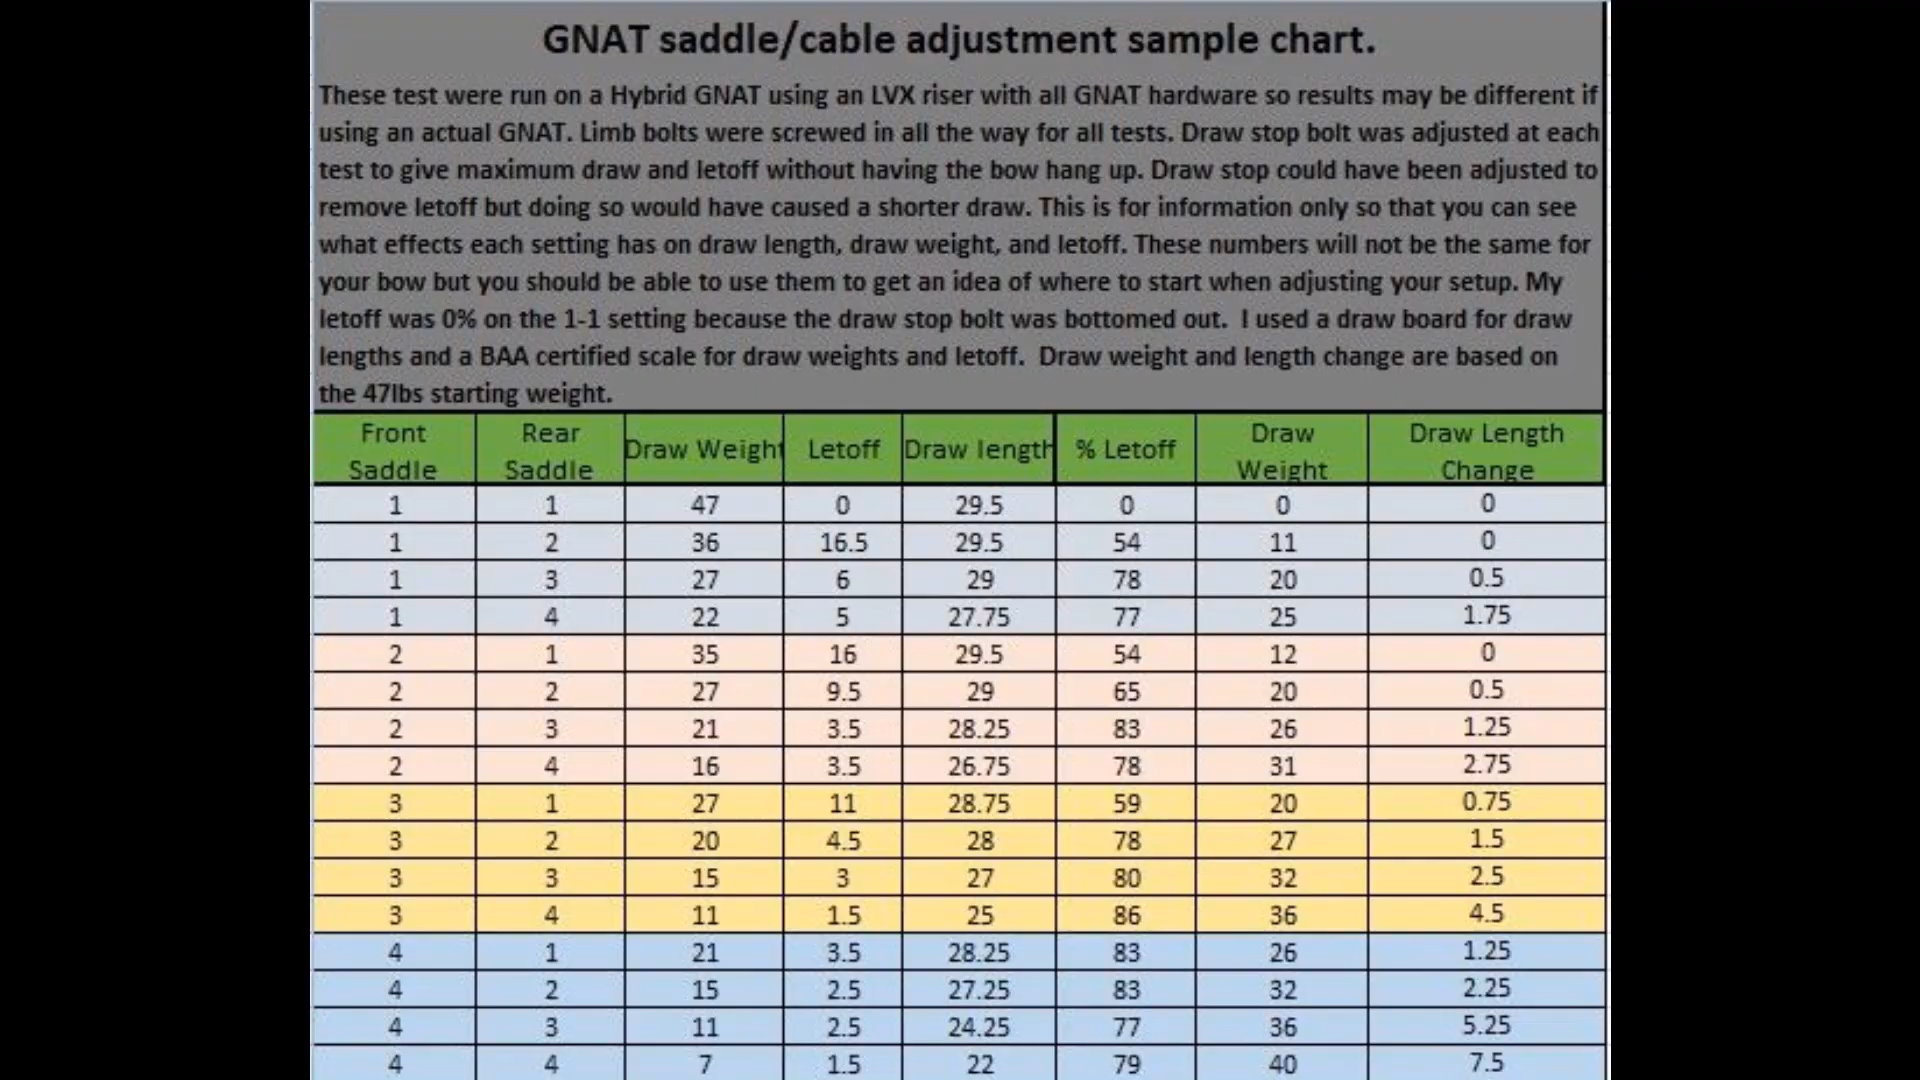 GNAT saddle/cable adjustment sample chart.
These test were run on a Hybrid GNAT using an LVX riser with all GNAT hardware so results may be different if
using an actual GNAT. Limb bolts were screwed in all the way for all tests. Draw stop bolt was adjusted at each
test to give maximum draw and letoff without having the bow hang up. Draw stop could have been adjusted to
remove letoff but doing so would have caused a shorter draw. This is for information only so that you can see
what effects each setting has on draw length, draw weight, and letoff. These numbers will not be the same for
your bow but you should be able to use them to get an idea of where to start when adjusting your setup. My
letoff was 0% on the 1-1 setting because the draw stop bolt was bottomed out. I used a draw board for draw
lengths and a BAA certified scale for draw weights and letoff. Draw weight and length change are based on
the 47lbs starting weight.
Front Saddle Rear Saddle Draw Weight Letoff Draw length % Letoff Draw Weight Draw Length Change
1 1 47 0 29.5 0 0 0
1 2 36 16.5 29.5 54 11 0
1 3 27 6 29 78 20 0.5
1 4 22 5 27.75 77 25 1.75
2 1 35 16 29.5 54 12 0
2 2 27 9.5 29 65 20 0.5
2 3 21 3.5 28.25 83 26 1.25
2 4 16 3.5 26.75 78 31 2.75
3 1 27 11 28.75 59 20 0.75
3 2 20 4.5 28 78 27 1.5
3 3 15 3 27 80 32 2.5
3 4 11 1.5 25 86 36 4.5
4 1 21 3.5 28.25 83 26 1.25
4 2 15 2.5 27.25 83 32 2.25
4 3 11 2.5 24.25 77 36 5.25
4 4 7 1.5 22 79 40 7.5